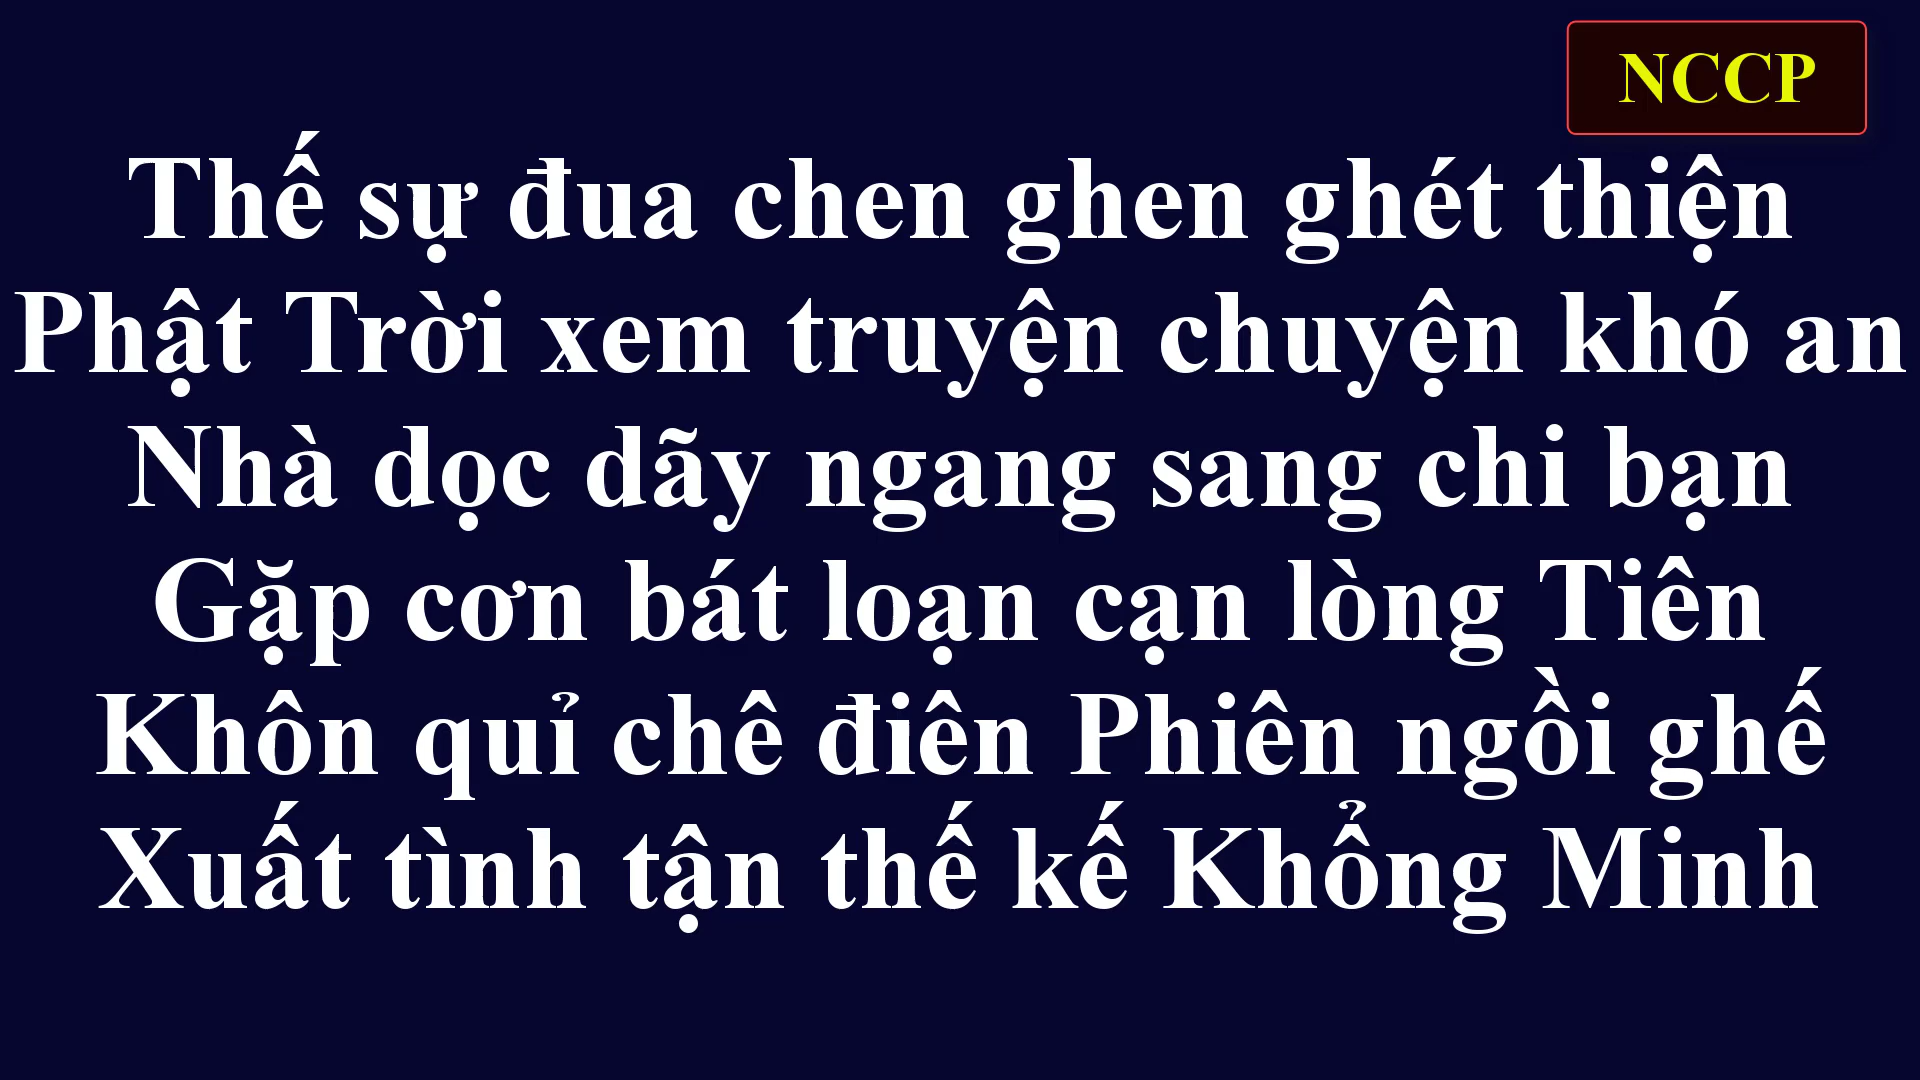 NCCP
Thế sự đua chen ghen ghét thiện
Phật Trời xem truyện chuyện khó an
Nhà dọc dãy ngang sang chi bạn
Gặp cơn bát loạn cạn lòng Tiên
Khôn quỉ chê điên Phiên ngồi ghế
Xuất tình tận thế kế Khổng Minh